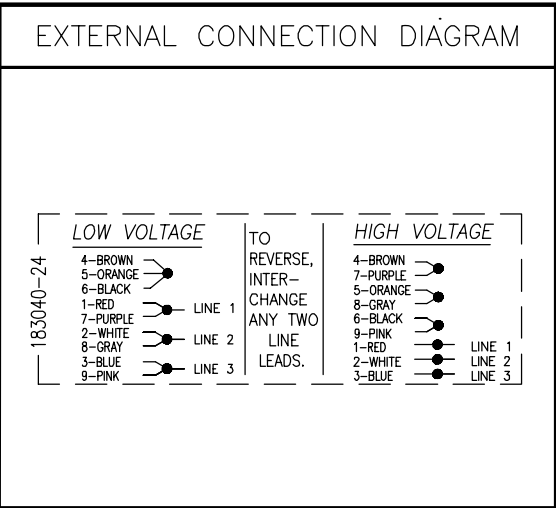 EXTERNAL CONNECTION DIAGRAM
183040-24
LOW VOLTAGE
4-BROWN
5-ORANGE
6-BLACK
1-RED
7-PURPLE
LINE 1
2-WHITE
8-GRAY
LINE 2
3-BLUE
9-PINK
LINE 3
TO
REVERSE,
INTER-
CHANGE
ANY TWO
LINE
LEADS.
HIGH VOLTAGE
4-BROWN
7-PURPLE
5-ORANGE
8-GRAY
6-BLACK
9-PINK
1-RED LINE 1
2-WHITE LINE 2
3-BLUE LINE 3